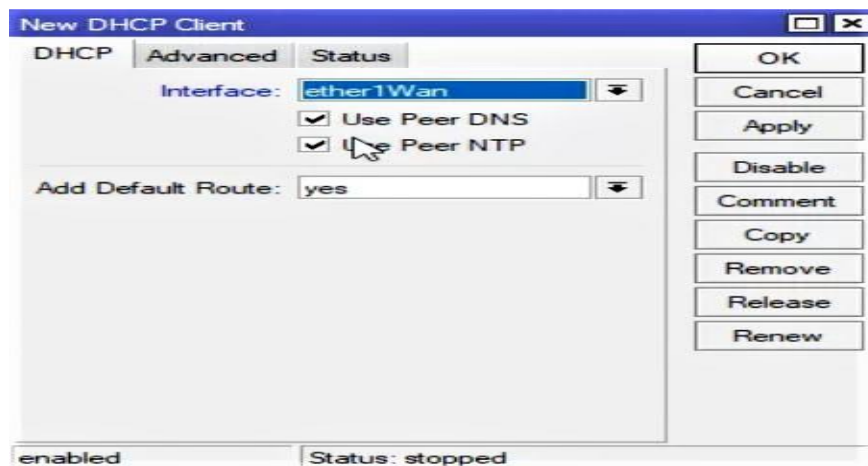 New DHCP Client
DHCP Advanced Status
Interface: ether1Wan
Use Peer DNS
Use Peer NTP
Add Default Route: yes
OK
Cancel
Apply
Disable
Comment
Copy
Remove
Release
Renew
enabled Status: stopped